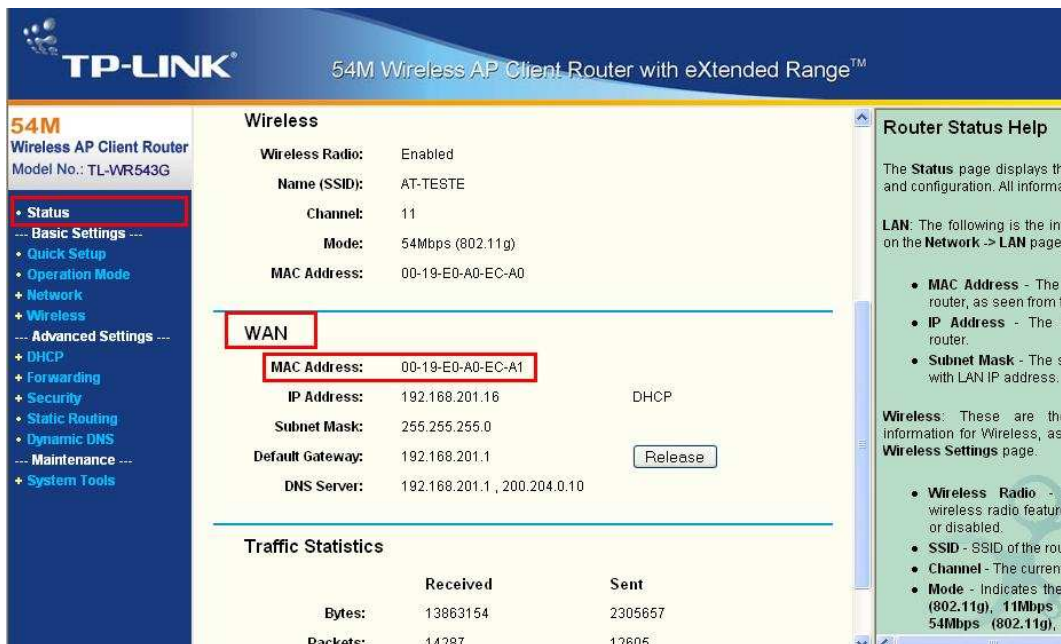 TP-LINK®
54M Wireless AP Client Router with eXtended Range™
54M
Wireless AP Client Router
Model No.: TL-WR543G
• Status
--- Basic Settings ---
• Quick Setup
• Operation Mode
+ Network
+ Wireless
--- Advanced Settings ---
+ DHCP
+ Forwarding
+ Security
• Static Routing
• Dynamic DNS
--- Maintenance ---
+ System Tools
Wireless
Wireless Radio: Enabled
Name (SSID): AT-TESTE
Channel: 11
Mode: 54Mbps (802.11g)
MAC Address: 00-19-E0-A0-EC-A0
WAN
MAC Address: 00-19-E0-A0-EC-A1
IP Address: 192.168.201.16 DHCP
Subnet Mask: 255.255.255.0
Default Gateway: 192.168.201.1 Release
DNS Server: 192.168.201.1 , 200.204.0.10
Traffic Statistics
Received Sent
Bytes: 13863154 2305657
Packets: 14287 12605
Router Status Help
The Status page displays
and configuration. All
LAN: The following is the
on the Network -> LAN page
• MAC Address - The
router, as seen from
• IP Address - The
router.
• Subnet Mask - The
with LAN IP address.
Wireless: These are
information for Wireless, as
Wireless Settings page.
• Wireless Radio -
wireless radio
or disabled.
• SSID - SSID of the
• Channel - The
• Mode - Indicates the
(802.11g), 11Mbps
54Mbps (802.11g),